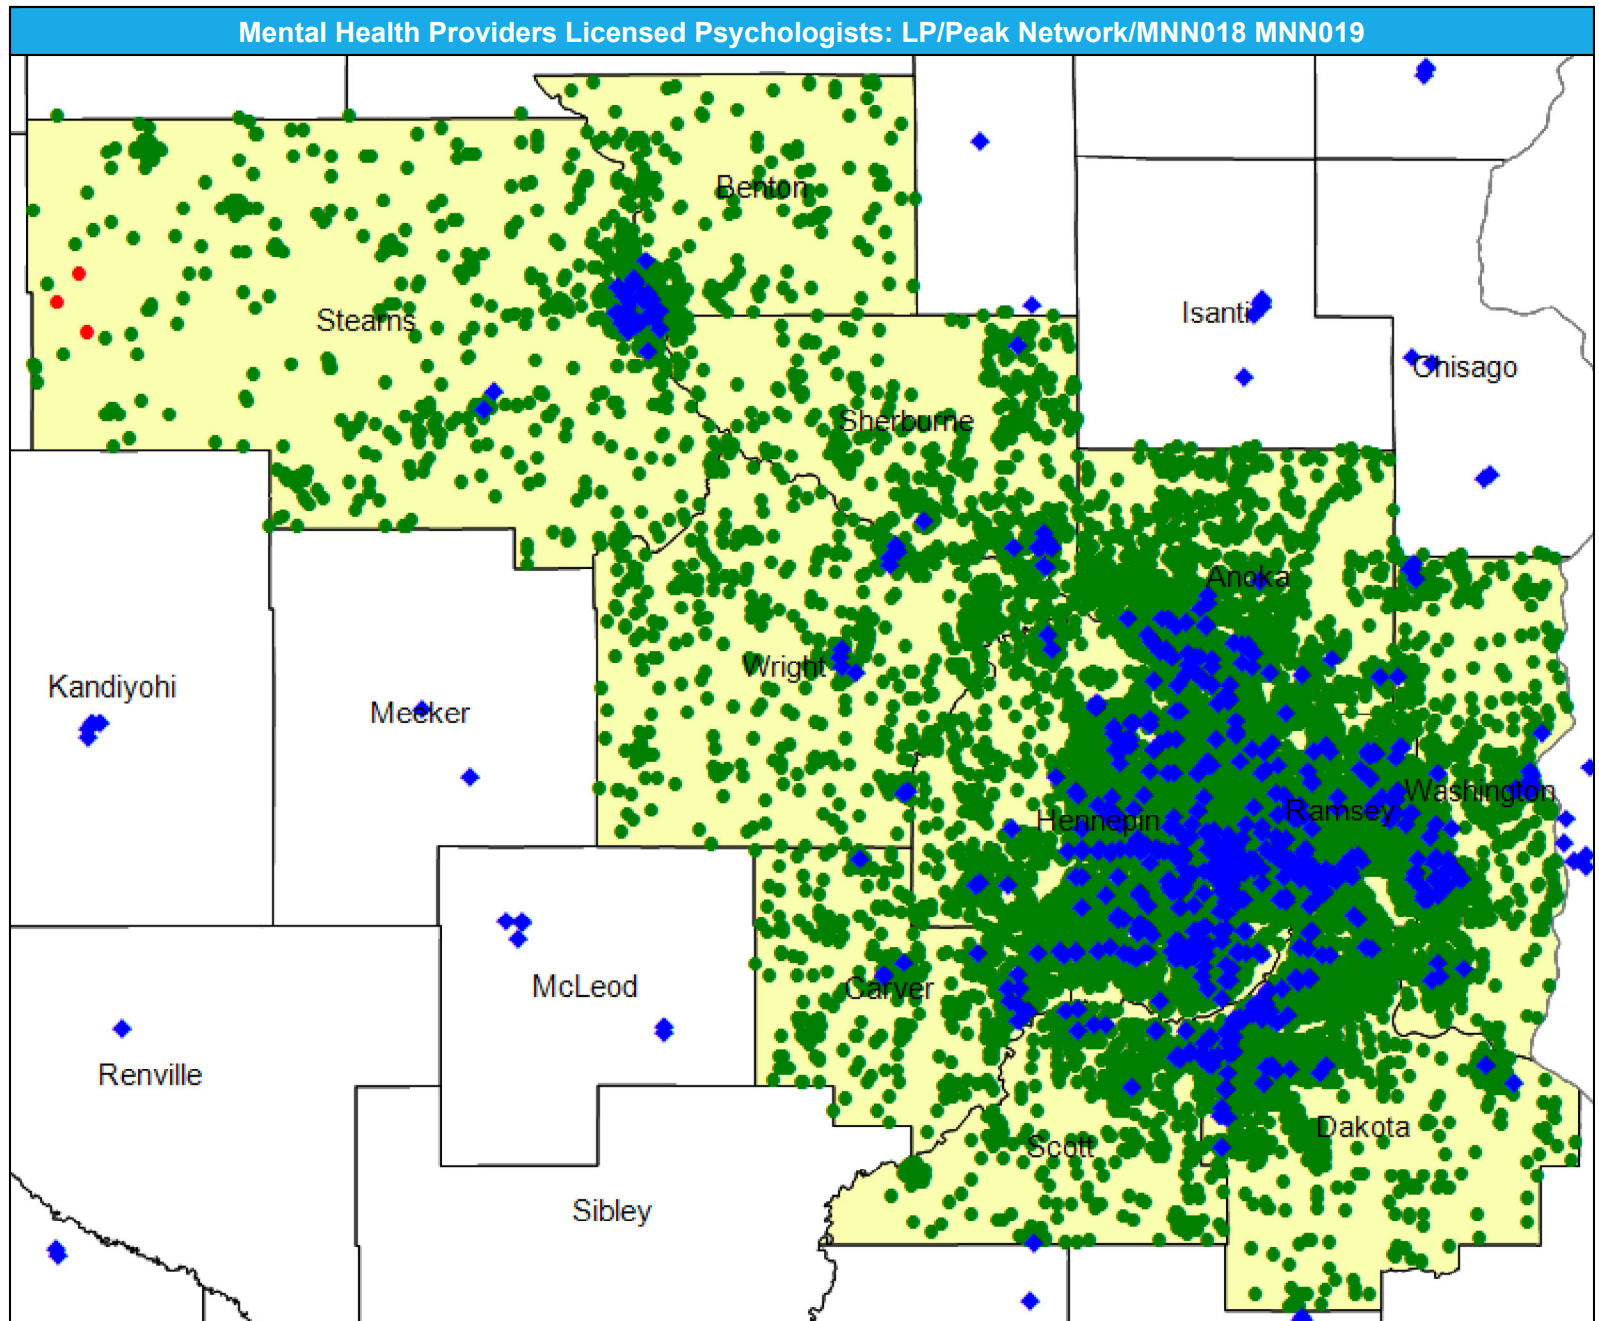 Mental Health Providers Licensed Psychologists: LP/Peak Network/MNN018 MNN019
Benton
Stearns
Isanti
Chisago
Sherburne
Anoka
Wright
Kandiyohi
Meeker
Washington
Ramsey
Hennepin
McLeod
Carver
Renville
Dakota
Scott
Sibley